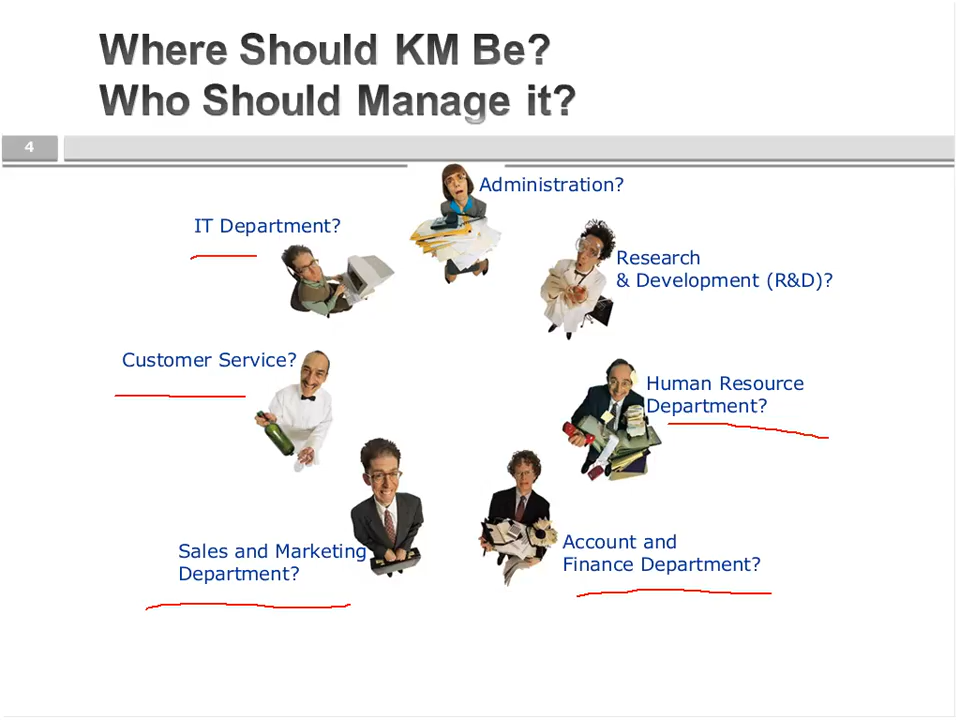 Where Should KM Be?
Who Should Manage it?
4
Administration?
IT Department?
Research
& Development (R&D)?
Customer Service?
Human Resource
Department?
Sales and Marketing
Department?
Account and
Finance Department?